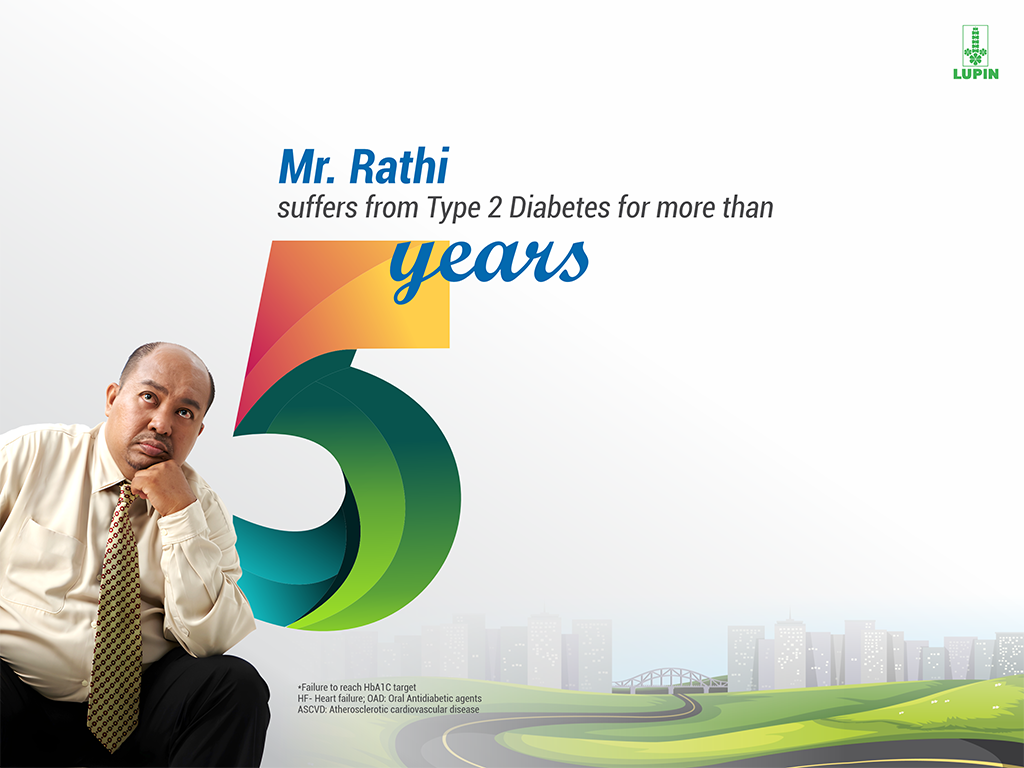 LUPIN
Mr. Rathi
suffers from Type 2 Diabetes for more than
5 years
•Failure to reach HbA1C target
HF- Heart failure; OAD: Oral Antidiabetic agents
ASCVD: Atherosclerotic cardiovascular disease